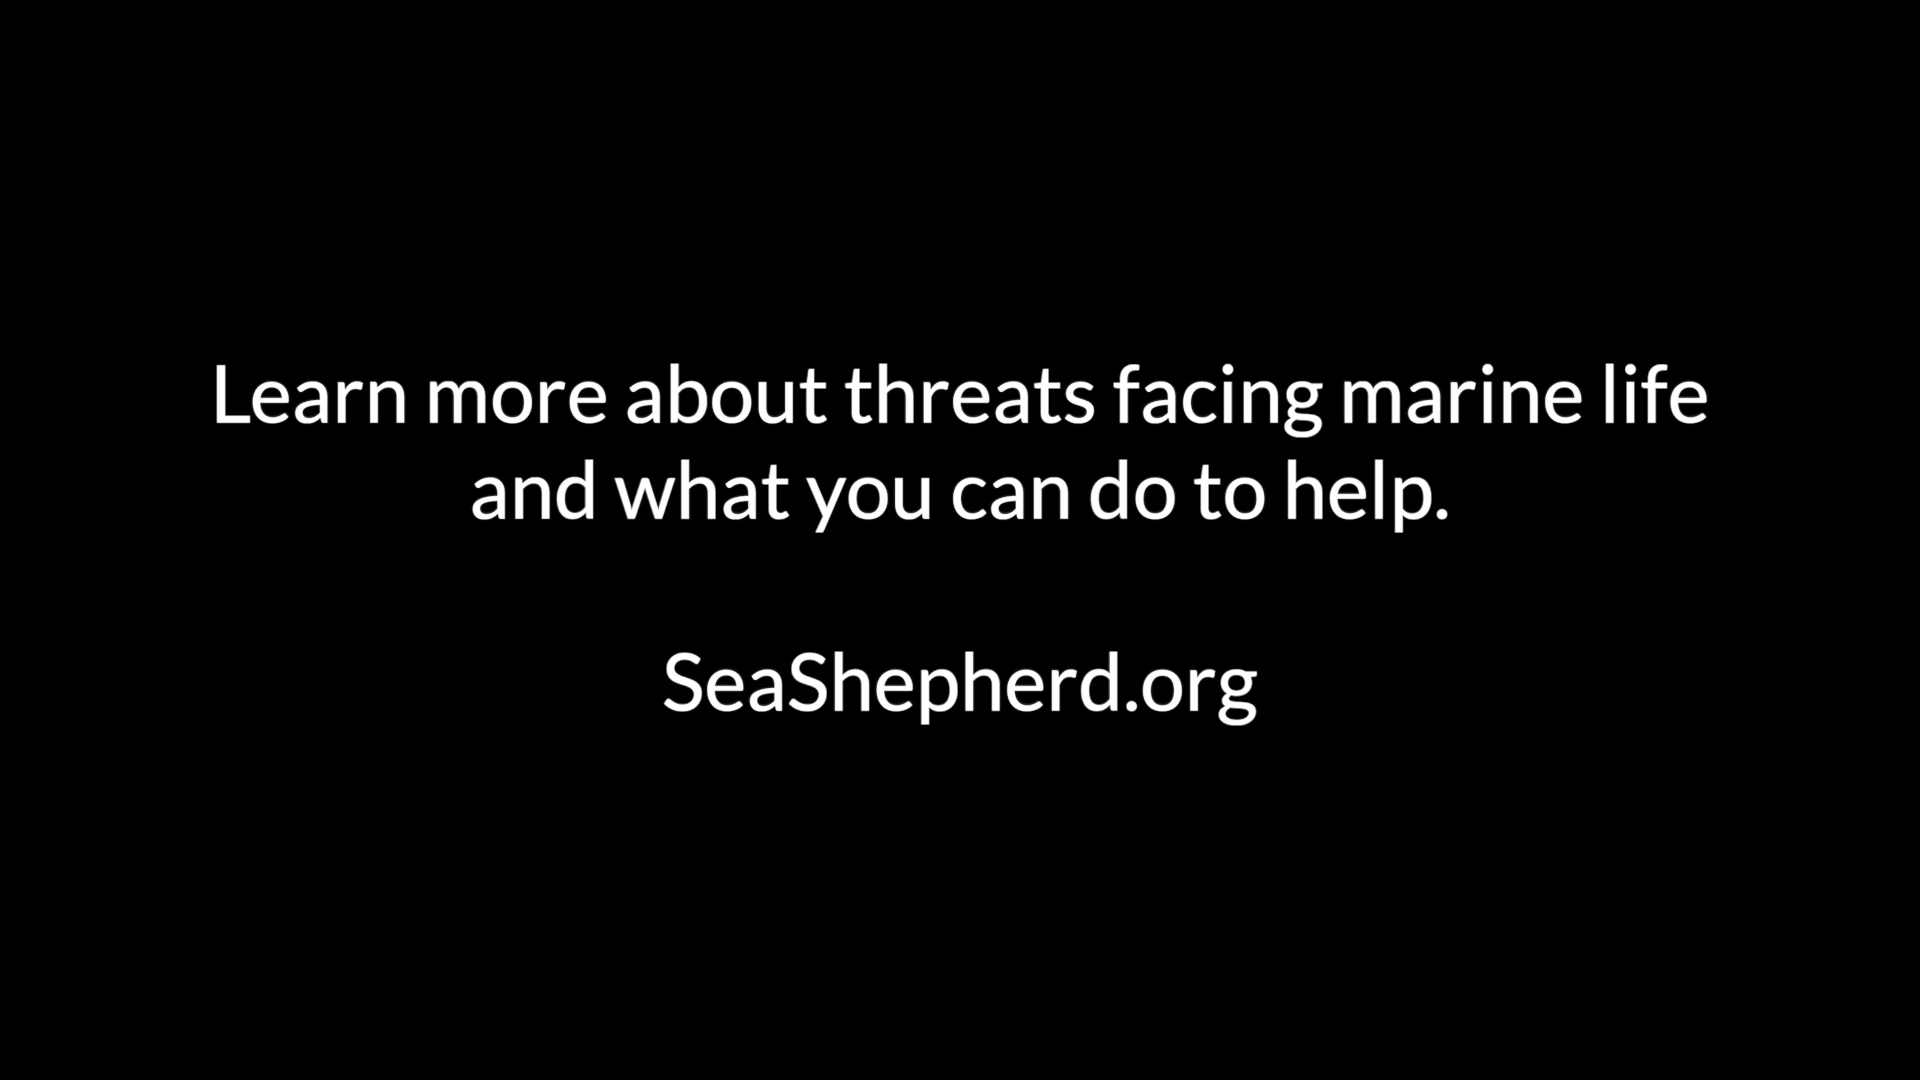 Learn more about threats facing marine life
and what you can do to help.
SeaShepherd.org